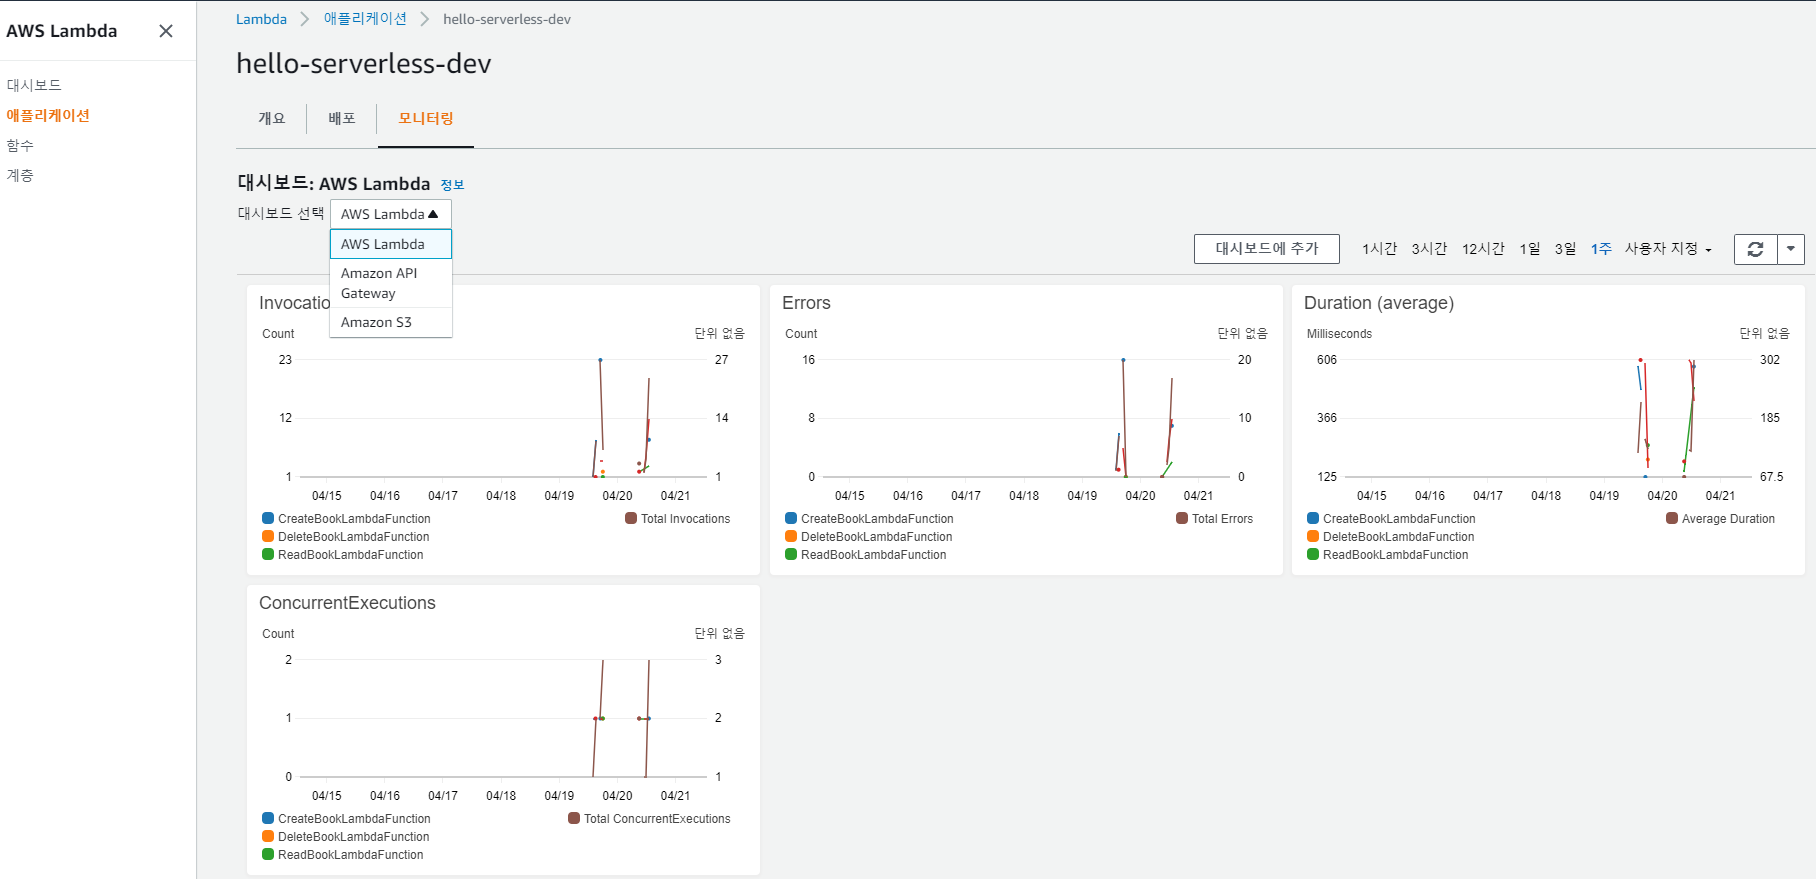 AWS Lambda
대시보드
애플리케이션
함수
계층
Lambda 애플리케이션 hello-serverless-dev
hello-serverless-dev
개요 배포 모니터링
대시보드: AWS Lambda 정보
대시보드 선택 AWS Lambda
AWS Lambda
Amazon API
Gateway
Amazon S3
대시보드에 추가 1시간 3시간 12시간 1일 3일 1주 사용자 지정
Invocatio
Count 단위 없음
23 27
12 14
1 1
04/15 04/16 04/17 04/18 04/19 04/20 04/21
CreateBookLambdaFunction Total Invocations
DeleteBookLambdaFunction
ReadBookLambdaFunction
Errors
Count 단위 없음
16 20
8 10
0 0
04/15 04/16 04/17 04/18 04/19 04/20 04/21
CreateBookLambdaFunction Total Errors
DeleteBookLambdaFunction
ReadBookLambdaFunction
Duration (average)
Milliseconds 단위 없음
606 302
366 185
125 67.5
04/15 04/16 04/17 04/18 04/19 04/20 04/21
CreateBookLambdaFunction Average Duration
DeleteBookLambdaFunction
ReadBookLambdaFunction
ConcurrentExecutions
Count 단위 없음
2 3
1 2
0 1
04/15 04/16 04/17 04/18 04/19 04/20 04/21
CreateBookLambdaFunction Total ConcurrentExecutions
DeleteBookLambdaFunction
ReadBookLambdaFunction